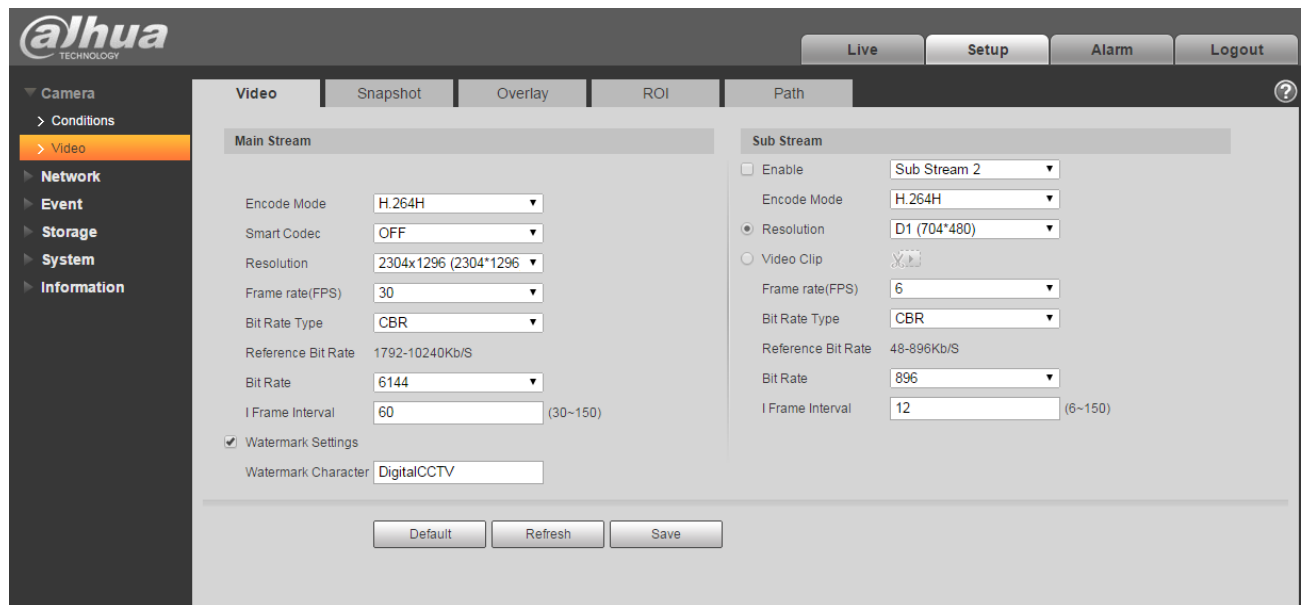 alhua
TECHNOLOGY
Live Setup Alarm Logout
Camera
Conditions
Video
Network
Event
Storage
System
Information
Video Snapshot Overlay ROI Path ?
Main Stream
Encode Mode H.264H
Smart Codec OFF
Resolution 2304x1296 (2304*1296
Frame rate(FPS) 30
Bit Rate Type CBR
Reference Bit Rate 1792-10240Kb/S
Bit Rate 6144
I Frame Interval 60 (30~150)
Watermark Settings
Watermark Character DigitalCCTV
Sub Stream
Enable Sub Stream 2
Encode Mode H.264H
Resolution D1 (704*480)
Video Clip
Frame rate(FPS) 6
Bit Rate Type CBR
Reference Bit Rate 48-896Kb/S
Bit Rate 896
I Frame Interval 12 (6~150)
Default Refresh Save